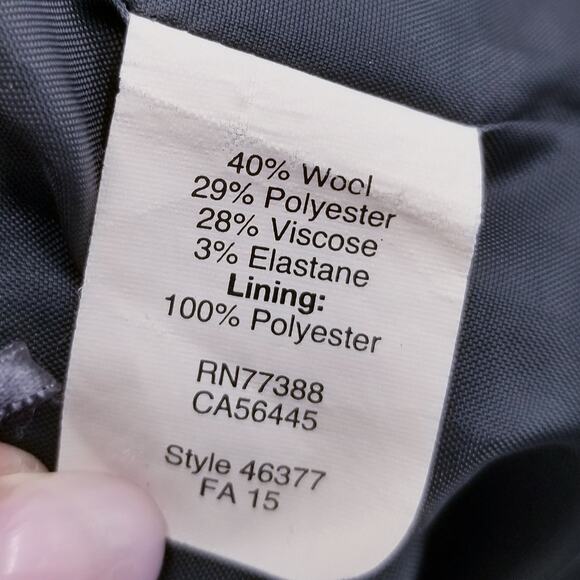 40% Wool
29% Polyester
28% Viscose
3% Elastane
Lining:
100% Polyester
RN77388
CA56445
Style 46377
FA 15